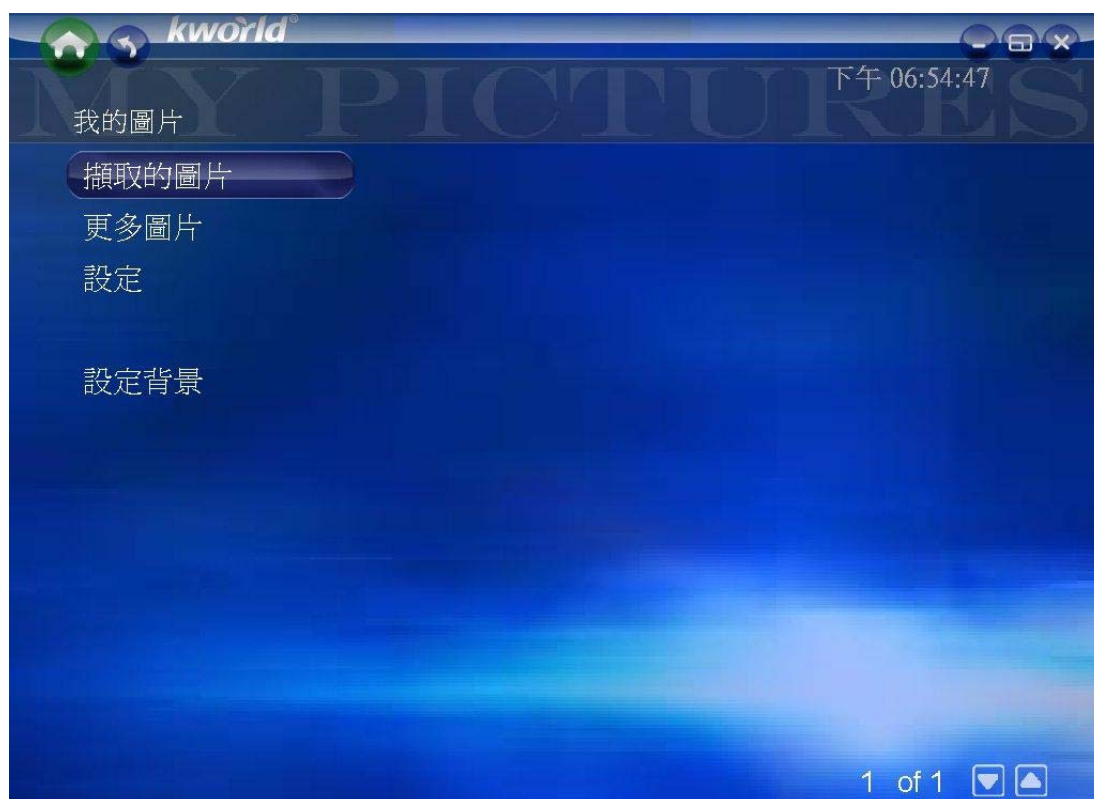 kworld®
MY PICTURES
下午 06:54:47
我的圖片
擷取的圖片
更多圖片
設定
設定背景
1 of 1